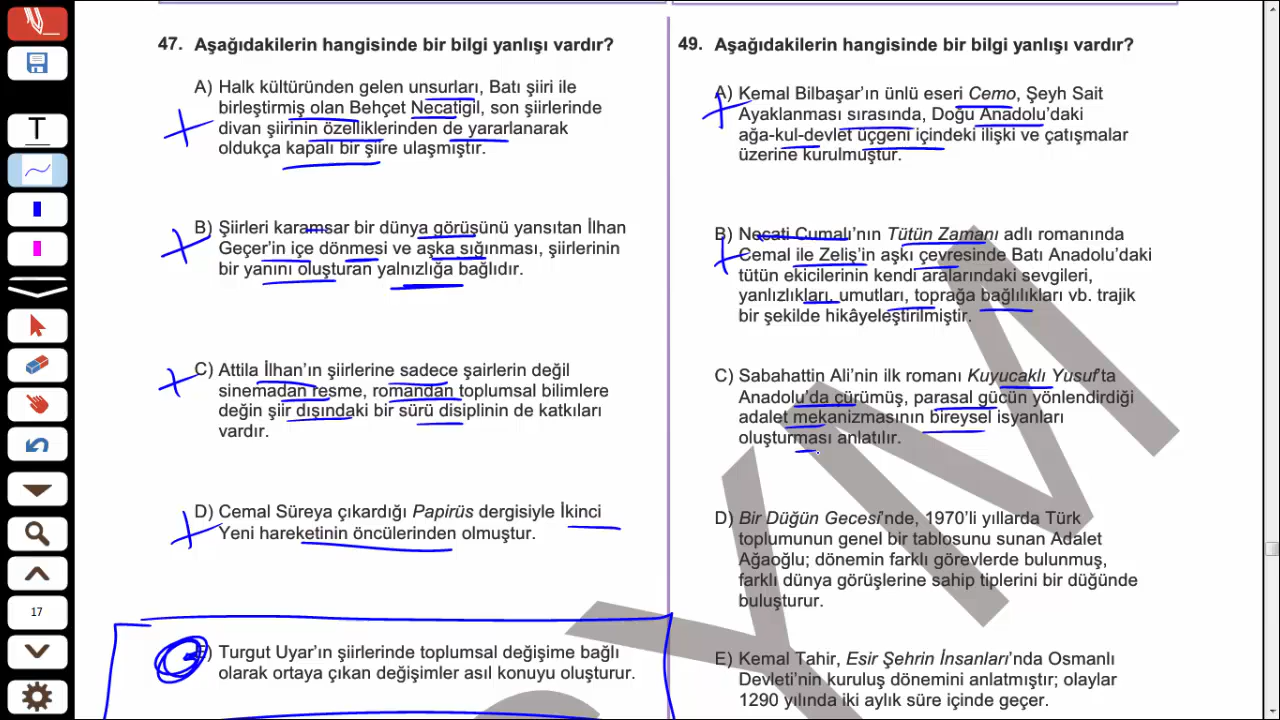 47. Aşağıdakilerin hangisinde bir bilgi yanlışı vardır?
A) Halk kültüründen gelen unsurları, Batı şiiri ile
birleştirmiş olan Behçet Necatigil, son şiirlerinde
divan şiirinin özelliklerinden de yararlanarak
oldukça kapalı bir şiire ulaşmıştır.
B) Şiirleri karamsar bir dünya görüşünü yansıtan İlhan
Geçer'in içe dönmesi ve aşka sığınması, şiirlerinin
bir yanını oluşturan yalnızlığa bağlıdır.
C) Attila İlhan'ın şiirlerine sadece şairlerin değil
sinemadan resme, romandan toplumsal bilimlere
değin şiir dışındaki bir sürü disiplinin de katkıları
vardır.
D) Cemal Süreya çıkardığı Papirüs dergisiyle İkinci
Yeni hareketinin öncülerinden olmuştur.
E) Turgut Uyar'ın şiirlerinde toplumsal değişime bağlı
olarak ortaya çıkan değişimler asıl konuyu oluşturur.
49. Aşağıdakilerin hangisinde bir bilgi yanlışı vardır?
A) Kemal Bilbaşar'ın ünlü eseri Cemo, Şeyh Sait
Ayaklanması sırasında, Doğu Anadolu'daki
ağa-kul-devlet üçgeni içindeki ilişki ve çatışmalar
üzerine kurulmuştur.
B) Necati Cumalı'nın Tütün Zamanı adlı romanında
Cemal ile Zeliş'in aşkı çevresinde Batı Anadolu'daki
tütün ekicilerinin kendi aralarındaki sevgileri,
yanlızlıkları, umutları, toprağa bağlılıkları vb. trajik
bir şekilde hikâyeleştirilmiştir.
C) Sabahattin Ali'nin ilk romanı Kuyucaklı Yusuf'ta
Anadolu'da çürümüş, parasal gücün yönlendirdiği
adalet mekanizmasının bireysel isyanları
oluşturması anlatılır.
D) Bir Düğün Gecesi'nde, 1970'li yıllarda Türk
toplumunun genel bir tablosunu sunan Adalet
Ağaoğlu; dönemin farklı görevlerde bulunmuş,
farklı dünya görüşlerine sahip tiplerini bir düğünde
buluşturur.
E) Kemal Tahir, Esir Şehrin İnsanları'nda Osmanlı
Devleti'nin kuruluş dönemini anlatmıştır; olaylar
1290 yılında iki aylık süre içinde geçer.
T
17